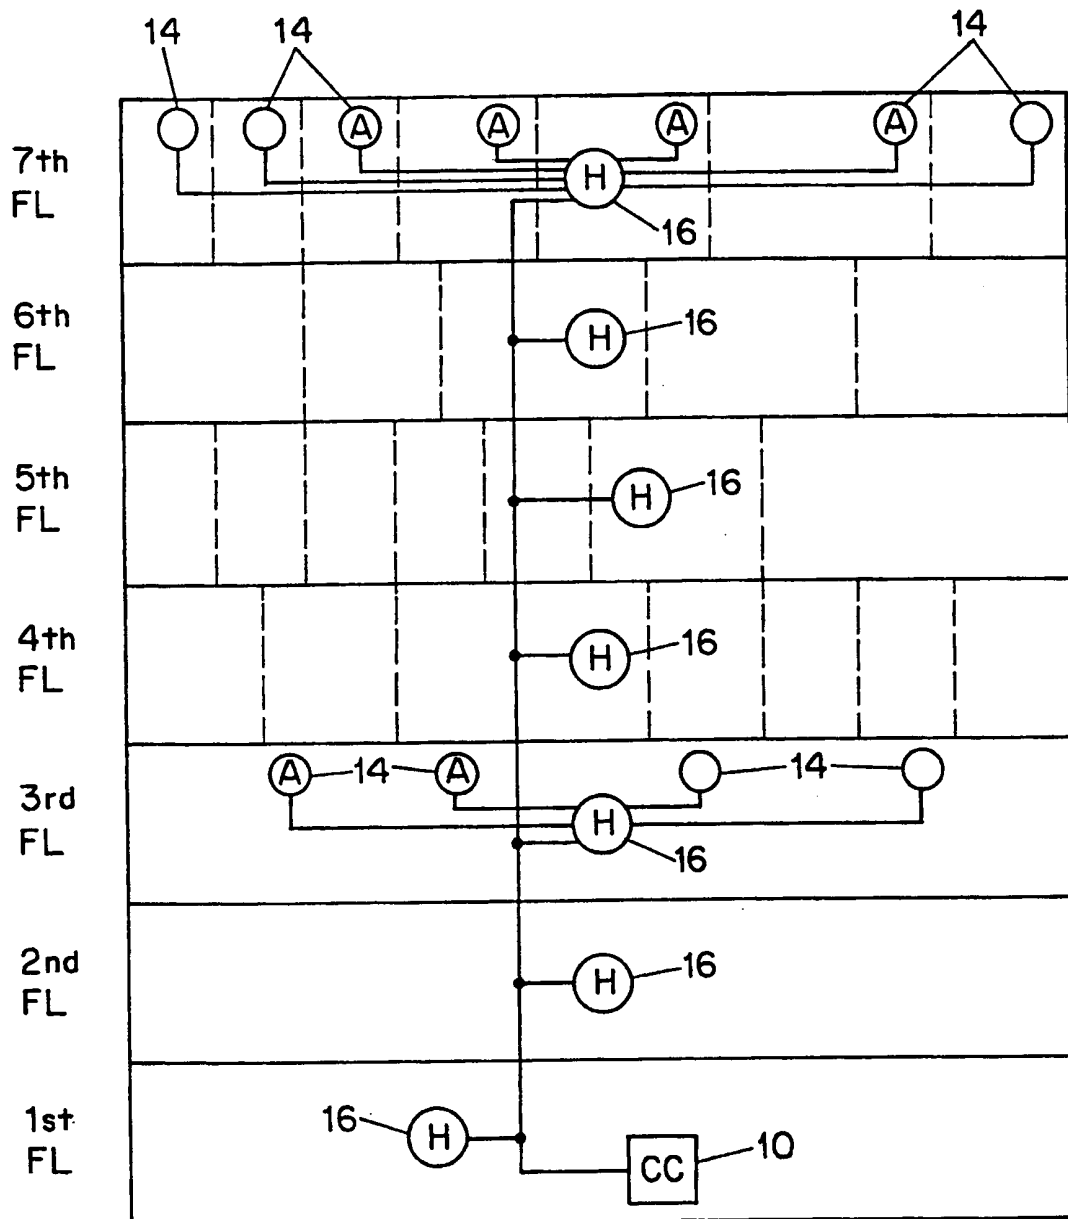 14 14 14
A A A A
7th
FL
H
16
6th
FL
H 16
5th
FL
H 16
4th
FL
H 16
A 14 A 14
3rd
FL
H
16
2nd
FL
H 16
1st
FL
16 H
CC 10